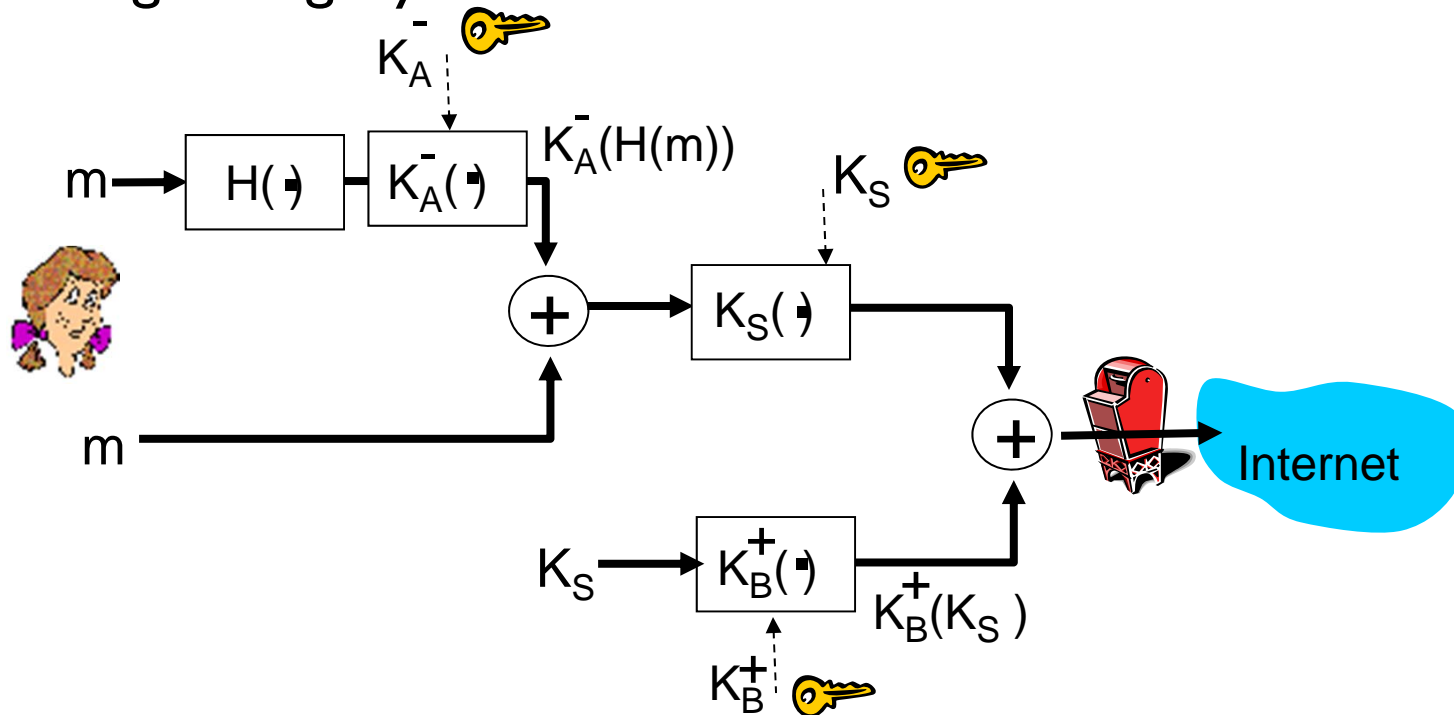 K_A^-
m
H(·)
K_A^-(·)
K_A^-(H(m))
K_S
+
K_S(·)
m
+
Internet
K_S
K_B^+(·)
K_B^+(K_S )
K_B^+